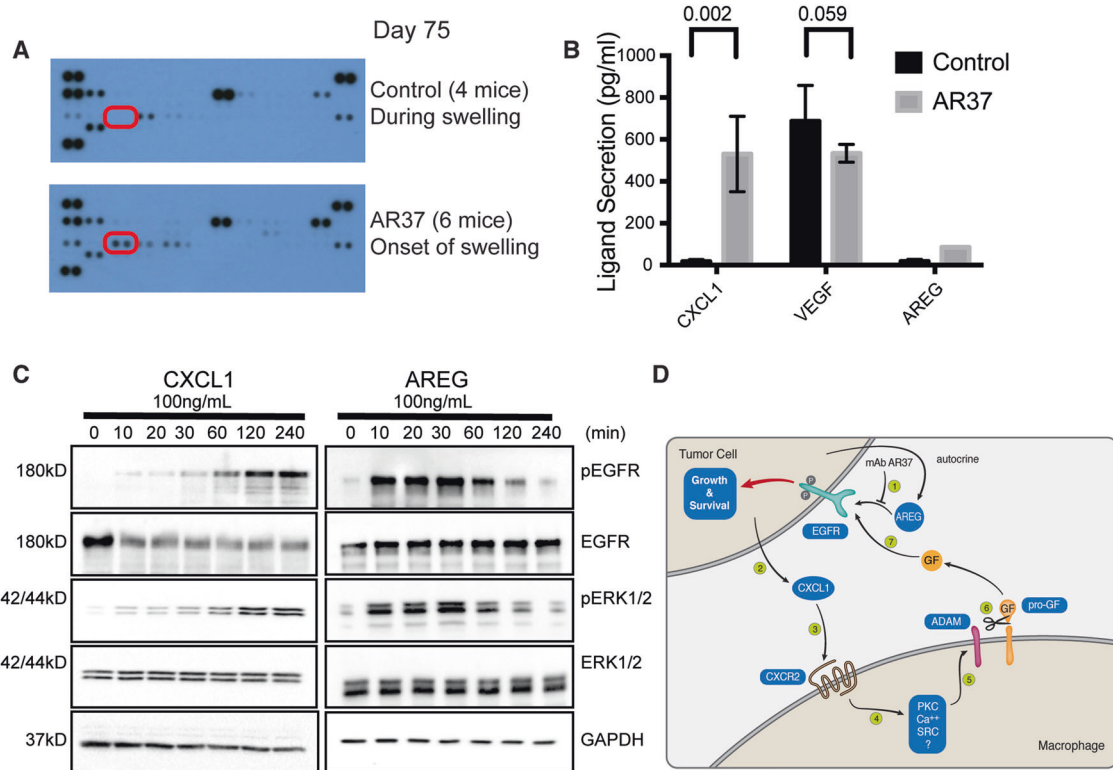 Day 75
A
Control (4 mice)
During swelling
AR37 (6 mice)
Onset of swelling
B
0.002
0.059
Ligand Secretion (pg/ml)
1000
800
600
400
200
0
Control
AR37
CXCL1
VEGF
AREG
C
CXCL1
100ng/mL
0 10 20 30 60 120 240
AREG
100ng/mL
0 10 20 30 60 120 240
(min)
180kD
pEGFR
180kD
EGFR
42/44kD
pERK1/2
42/44kD
ERK1/2
37kD
GAPDH
D
Tumor Cell
Growth
&
Survival
P
P
EGFR
mAb AR37
autocrine
1
AREG
7
GF
2
CXCL1
3
CXCR2
4
PKC
Ca++
SRC
?
5
ADAM
6
GF
pro-GF
Macrophage